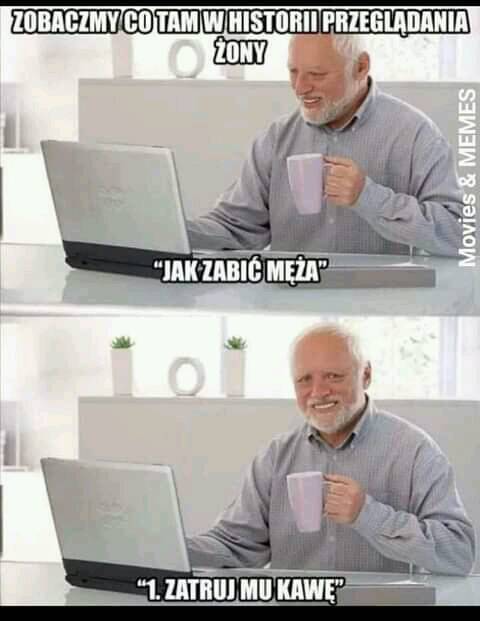 ZOBACZMY CO TAM W HISTORII PRZEGLĄDANIA
ŻONY
Movies & MEMES
"JAK ZABIĆ MĘŻA"
"1. ZATRUJ MU KAWĘ"